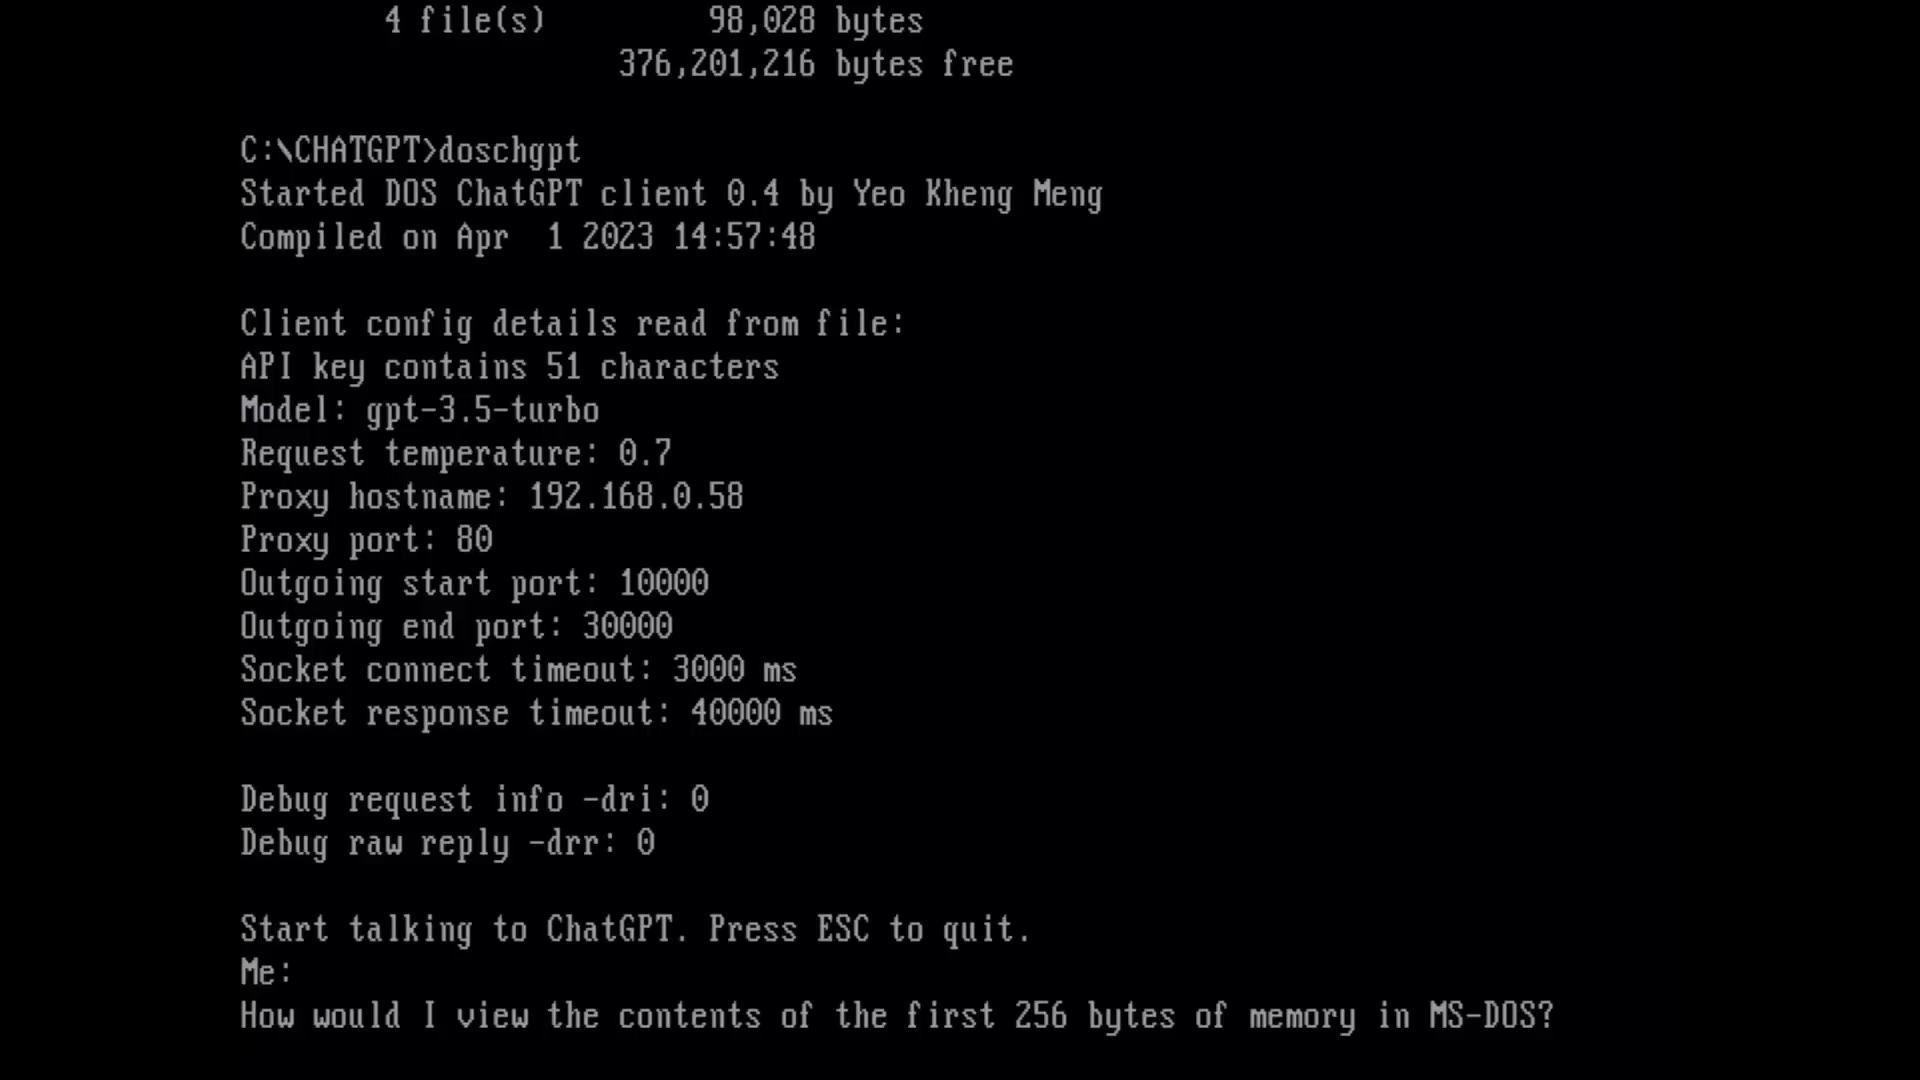 4 file(s) 98,028 bytes
376,201,216 bytes free
C:\CHATGPT>doschgpt
Started DOS ChatGPT client 0.4 by Yeo Kheng Meng
Compiled on Apr  1 2023 14:57:48
Client config details read from file:
API key contains 51 characters
Model: gpt-3.5-turbo
Request temperature: 0.7
Proxy hostname: 192.168.0.58
Proxy port: 80
Outgoing start port: 10000
Outgoing end port: 30000
Socket connect timeout: 3000 ms
Socket response timeout: 40000 ms
Debug request info -dri: 0
Debug raw reply -drr: 0
Start talking to ChatGPT. Press ESC to quit.
Me:
How would I view the contents of the first 256 bytes of memory in MS-DOS?